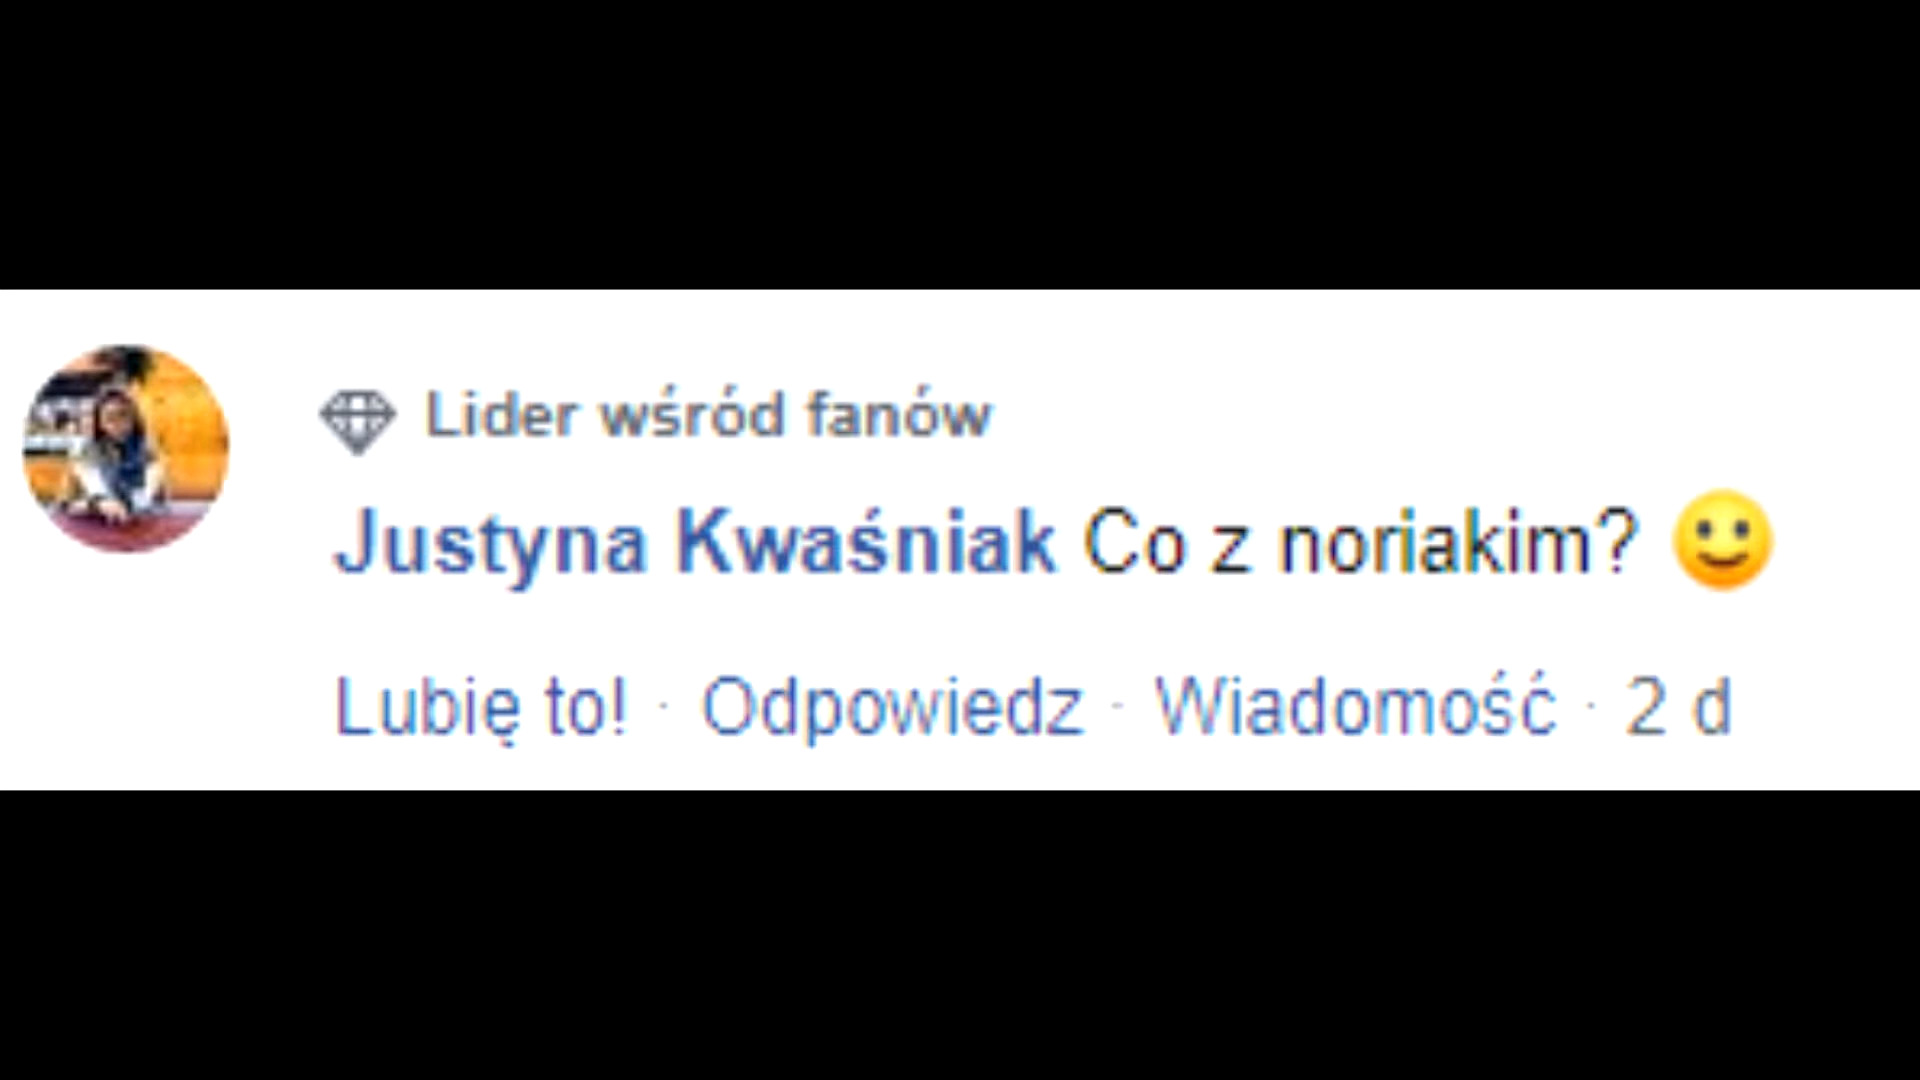 Lider wśród fanów
Justyna Kwaśniak Co z noriakim? 🙂
Lubię to! · Odpowiedz · Wiadomość · 2 d